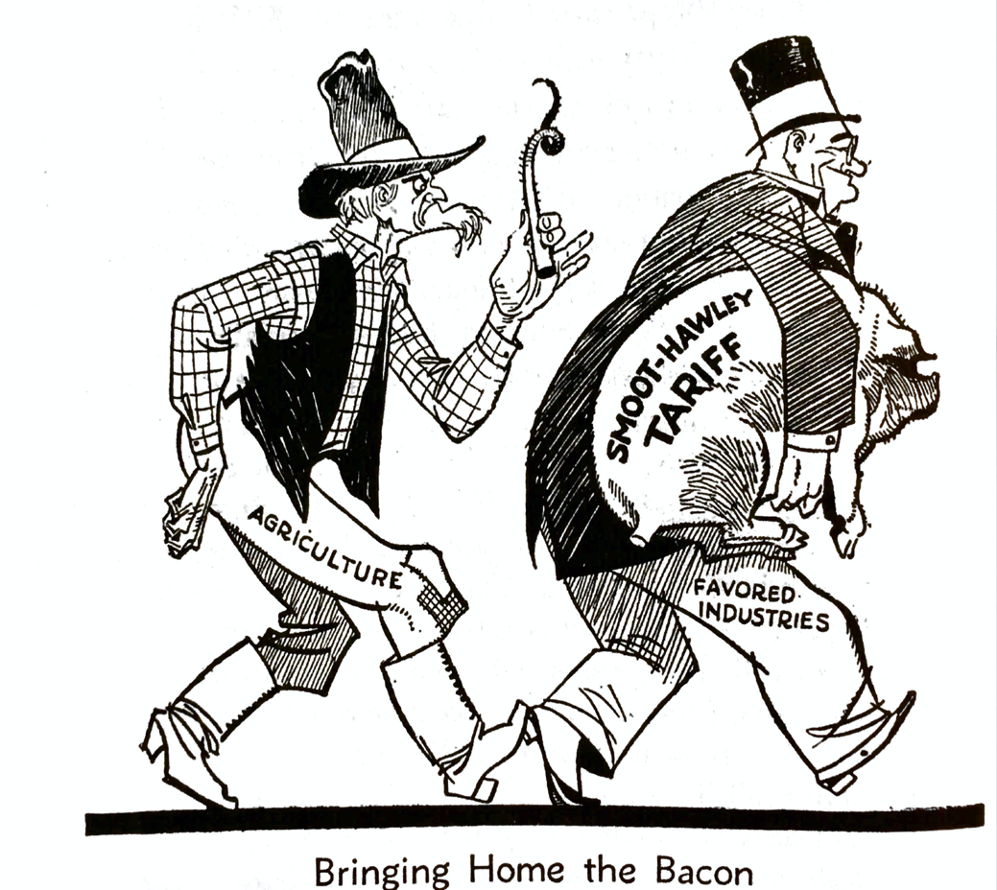 SMOOT-HAWLEY
TARIFF
AGRICULTURE
FAVORED
INDUSTRIES
Bringing Home the Bacon